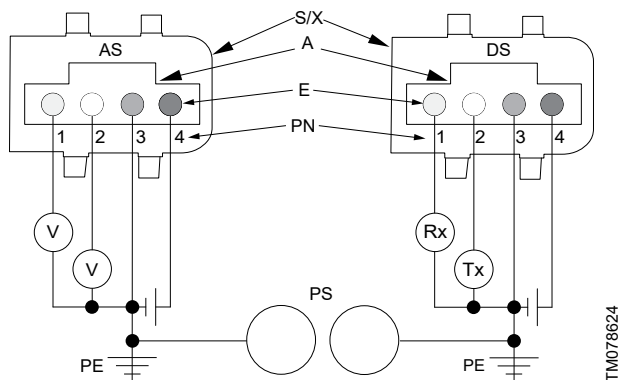 S/X
AS
A
DS
E
1 2 3 4
PN
1 2 3 4
V
Rx
V
Tx
PS
PE
PE
TM078624